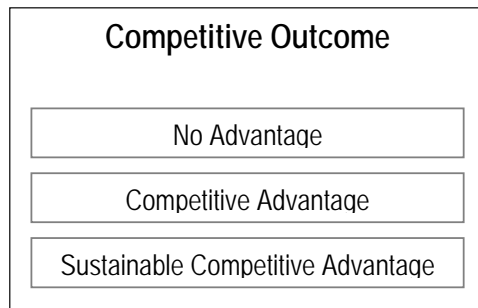 Competitive Outcome
No Advantage
Competitive Advantage
Sustainable Competitive Advantage